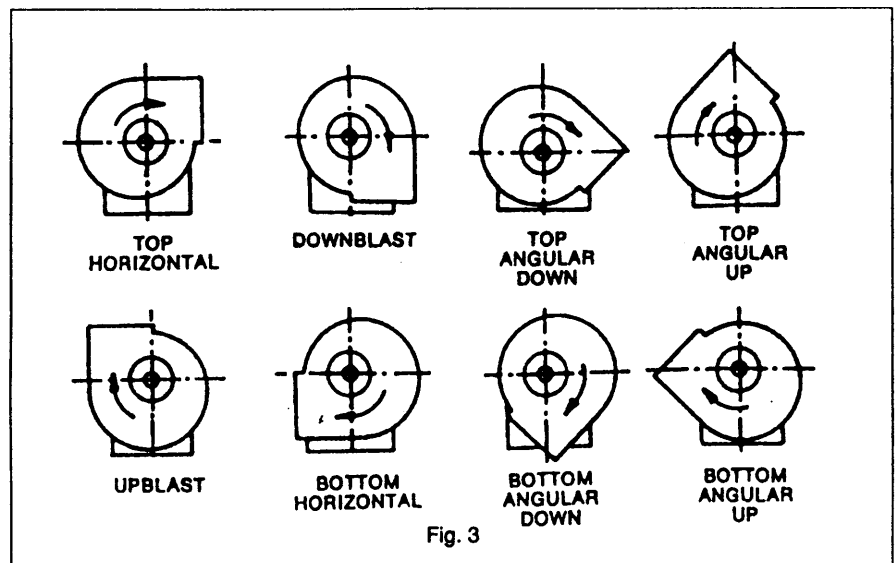 TOP
HORIZONTAL
DOWNBLAST
TOP
ANGULAR
DOWN
TOP
ANGULAR
UP
UPBLAST
BOTTOM
HORIZONTAL
BOTTOM
ANGULAR
DOWN
BOTTOM
ANGULAR
UP
Fig. 3